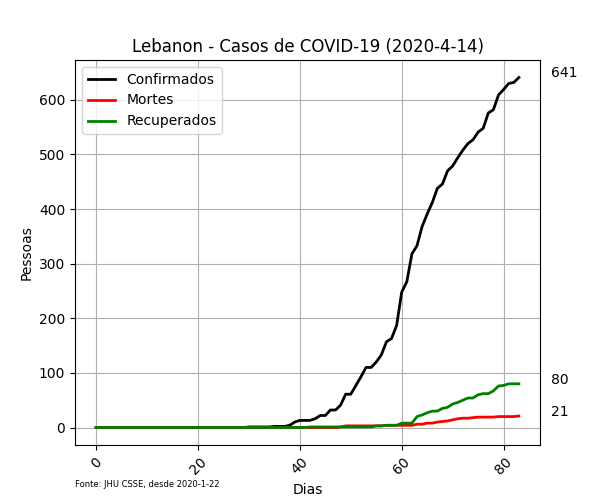 Lebanon - Casos de COVID-19 (2020-4-14)
Confirmados
Mortes
Recuperados
641
600
500
400
300
200
100
0
80
21
Pessoas
0
20
40
60
80
Dias
Fonte: JHU CSSE, desde 2020-1-22